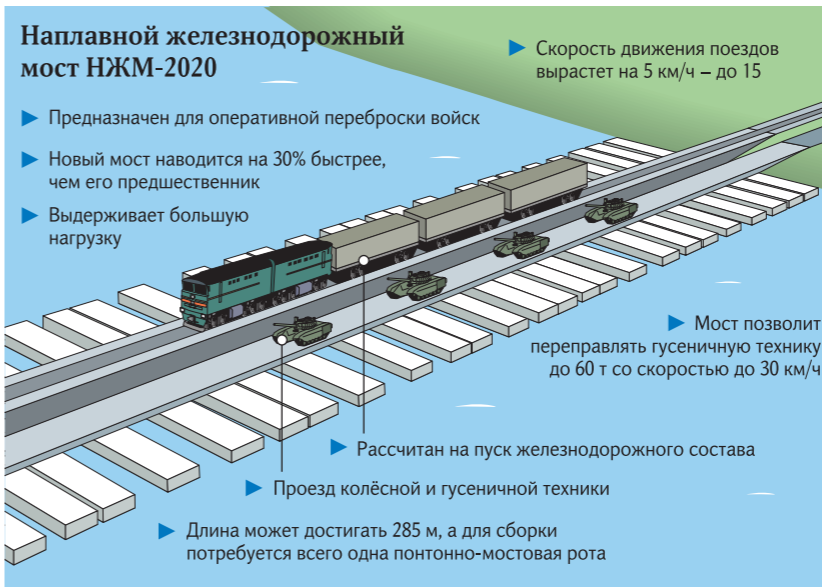 Наплавной железнодорожный
мост НЖМ-2020
Предназначен для оперативной переброски войск
Новый мост наводится на 30% быстрее,
чем его предшественник
Выдерживает большую
нагрузку
Скорость движения поездов
вырастет на 5 км/ч – до 15
Мост позволит
переправлять гусеничную технику
до 60 т со скоростью до 30 км/ч
Рассчитан на пуск железнодорожного состава
Проезд колёсной и гусеничной техники
Длина может достигать 285 м, а для сборки
потребуется всего одна понтонно-мостовая рота